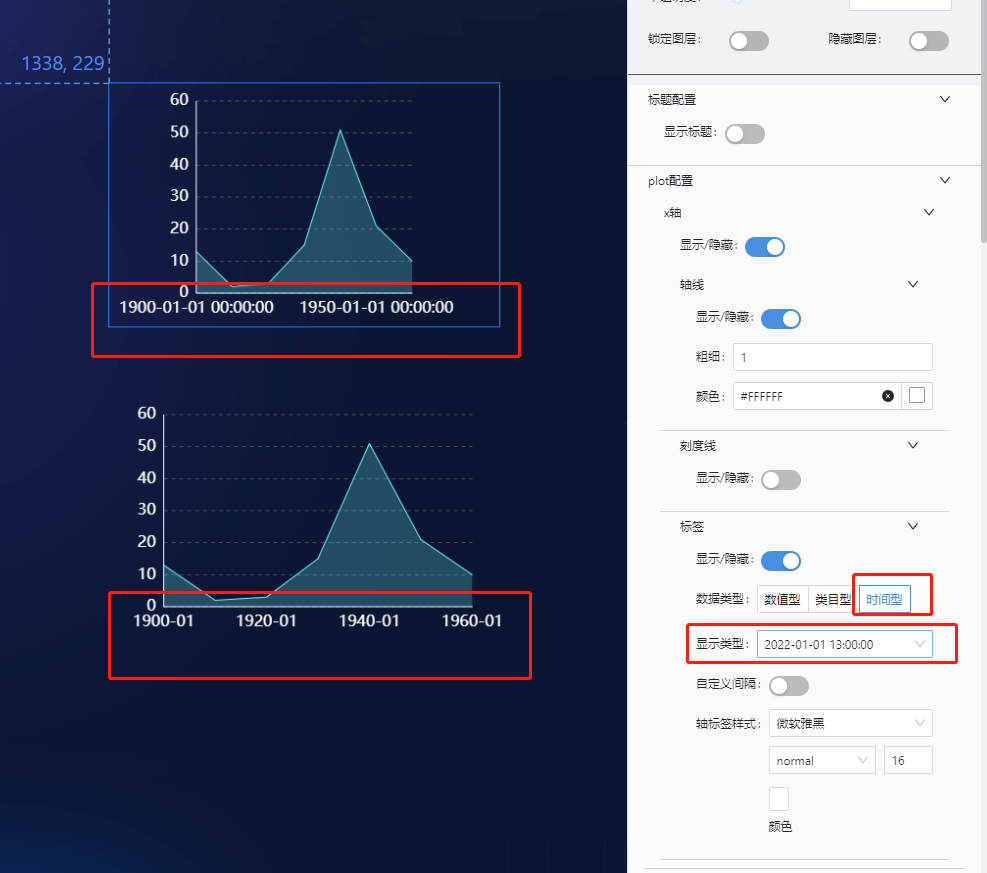 锁定图层：
隐藏图层：
标题配置
显示标题：
plot配置
x轴
显示/隐藏：
轴线
显示/隐藏：
粗细：
1
颜色：
#FFFFFF
刻度线
显示/隐藏：
标签
显示/隐藏：
数据类型：
数值型
类目型
时间型
显示类型：
2022-01-01 13:00:00
自定义间隔：
轴标签样式：
微软雅黑
normal
16
颜色
1338, 229
60
50
40
30
20
10
0
1900-01-01 00:00:00
1950-01-01 00:00:00
60
50
40
30
20
10
0
1900-01
1920-01
1940-01
1960-01